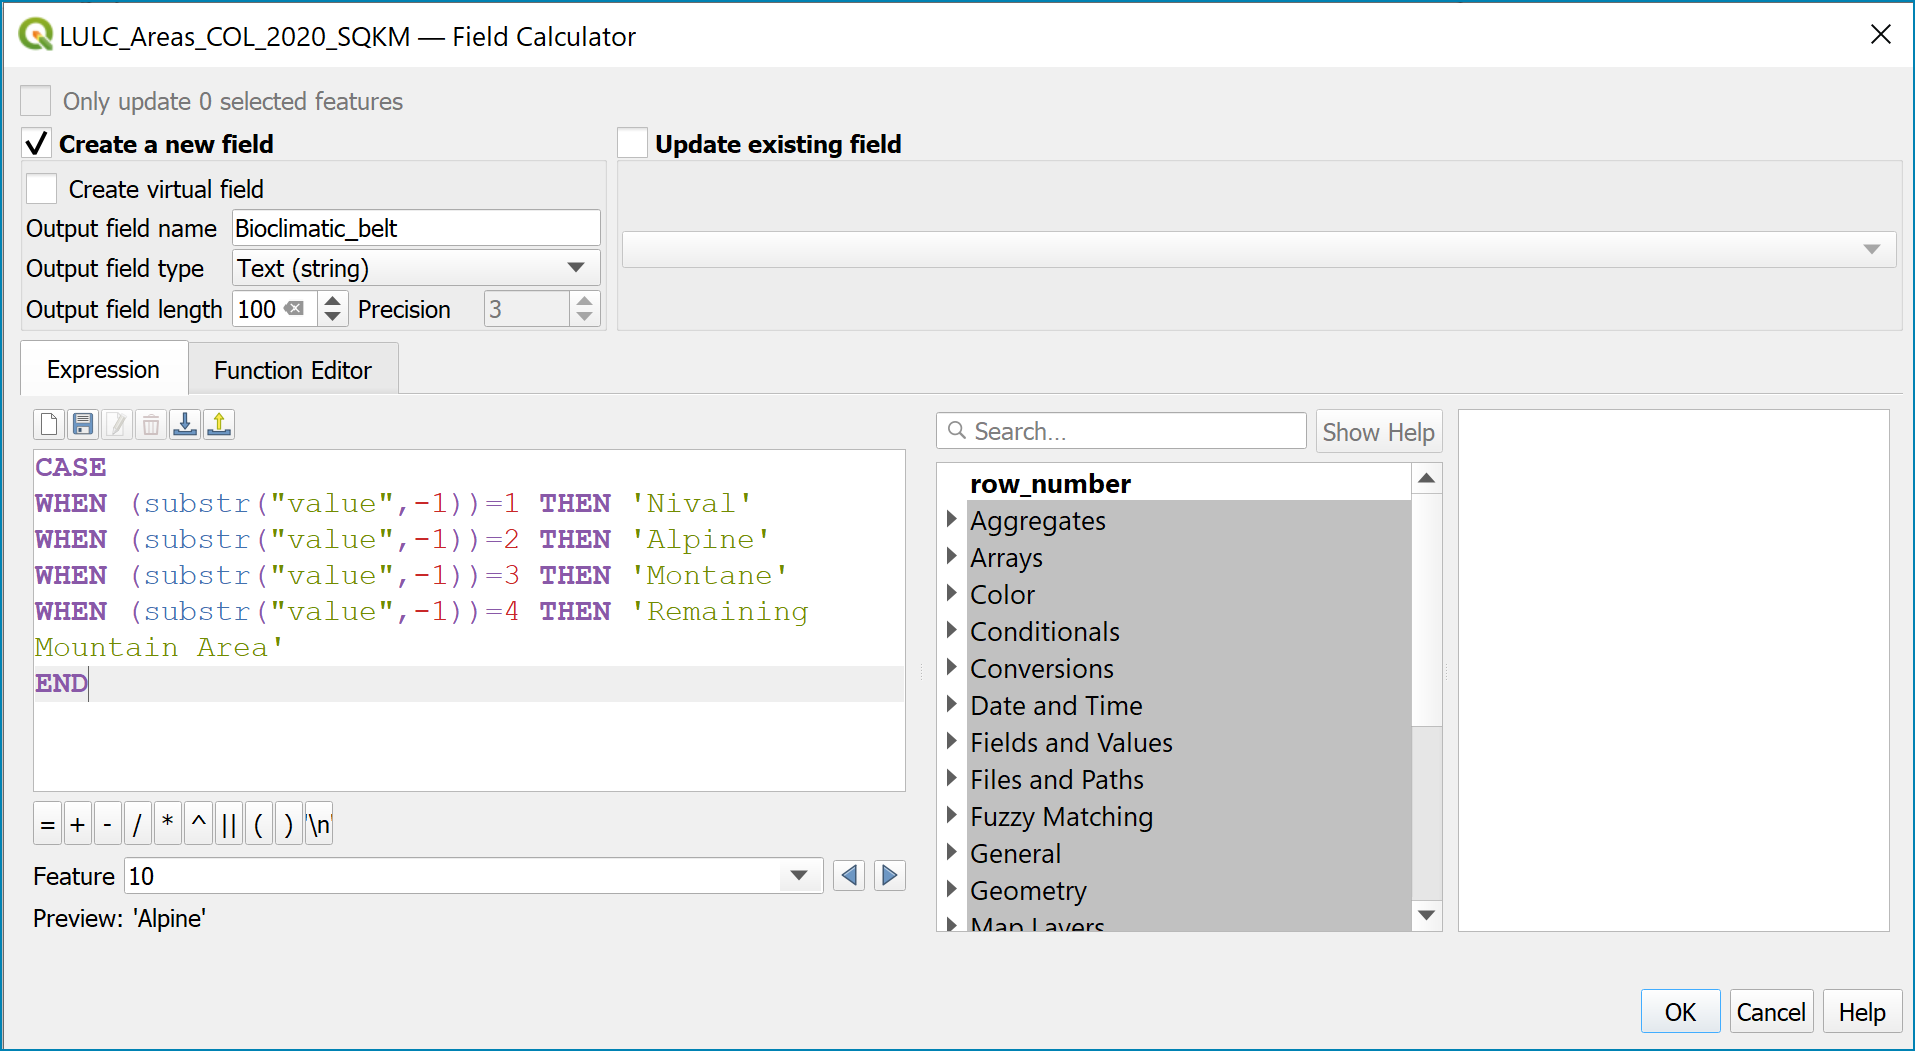 LULC_Areas_COL_2020_SQKM — Field Calculator
Only update 0 selected features
Create a new field
Update existing field
Create virtual field
Output field name Bioclimatic_belt
Output field type Text (string)
Output field length 100 Precision 3
Expression Function Editor
Search... Show Help
CASE
WHEN (substr("value",-1))=1 THEN 'Nival'
WHEN (substr("value",-1))=2 THEN 'Alpine'
WHEN (substr("value",-1))=3 THEN 'Montane'
WHEN (substr("value",-1))=4 THEN 'Remaining
Mountain Area'
END
= + - / * ^ || ( ) '\n'
Feature 10
Preview: 'Alpine'
row_number
Aggregates
Arrays
Color
Conditionals
Conversions
Date and Time
Fields and Values
Files and Paths
Fuzzy Matching
General
Geometry
Map Layers
OK Cancel Help